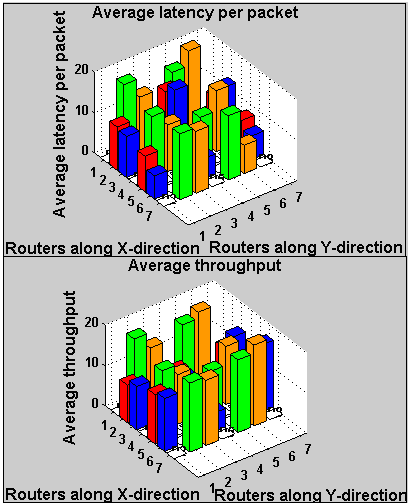 Average latency per packet
Average latency per packet
20
10
0
1 2 3 4 5 6 7
1 2 3 4 5 6 7
Routers along X-direction
Routers along Y-direction
Average throughput
Average throughput
20
10
0
1 2 3 4 5 6 7
1 2 3 4 5 6 7
Routers along X-direction
Routers along Y-direction